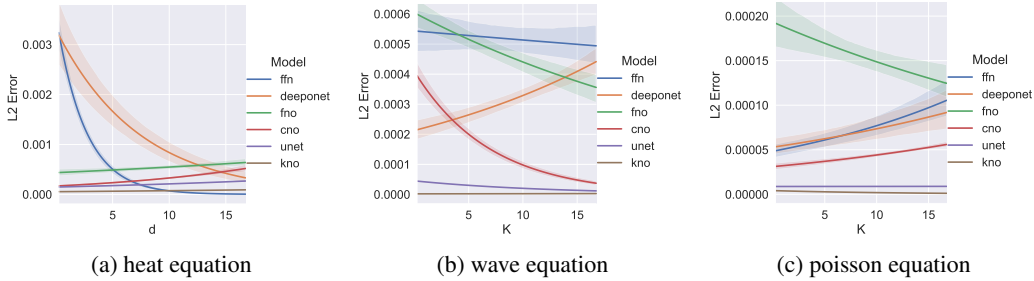 L2 Error
0.003
0.002
0.001
0.000
5
10
15
d
Model
ffn
deeponet
fno
cno
unet
kno
(a) heat equation
L2 Error
0.0006
0.0005
0.0004
0.0003
0.0002
0.0001
0.0000
5
10
15
K
Model
ffn
deeponet
fno
cno
unet
kno
(b) wave equation
L2 Error
0.00020
0.00015
0.00010
0.00005
0.00000
5
10
15
K
Model
ffn
deeponet
fno
cno
unet
kno
(c) poisson equation